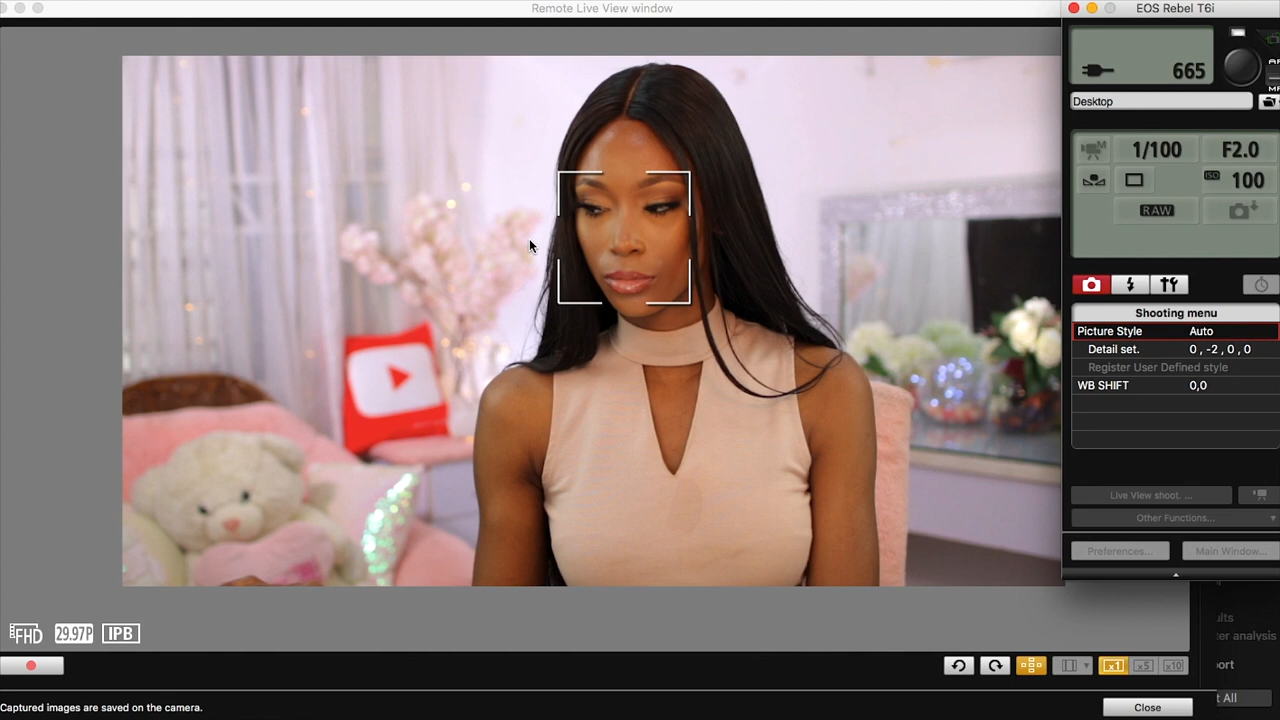 Remote Live View window
EOS Rebel T6i
665
Desktop
1/100
F2.0
ISO 100
RAW
Shooting menu
Picture Style Auto
Detail set. 0 , -2 , 0 , 0
Register User Defined style
WB SHIFT 0,0
Live View shoot. ...
Other Functions...
Preferences... Main Window...
FHD 29.97P IPB
x1 x5 x10
Captured images are saved on the camera.
Close